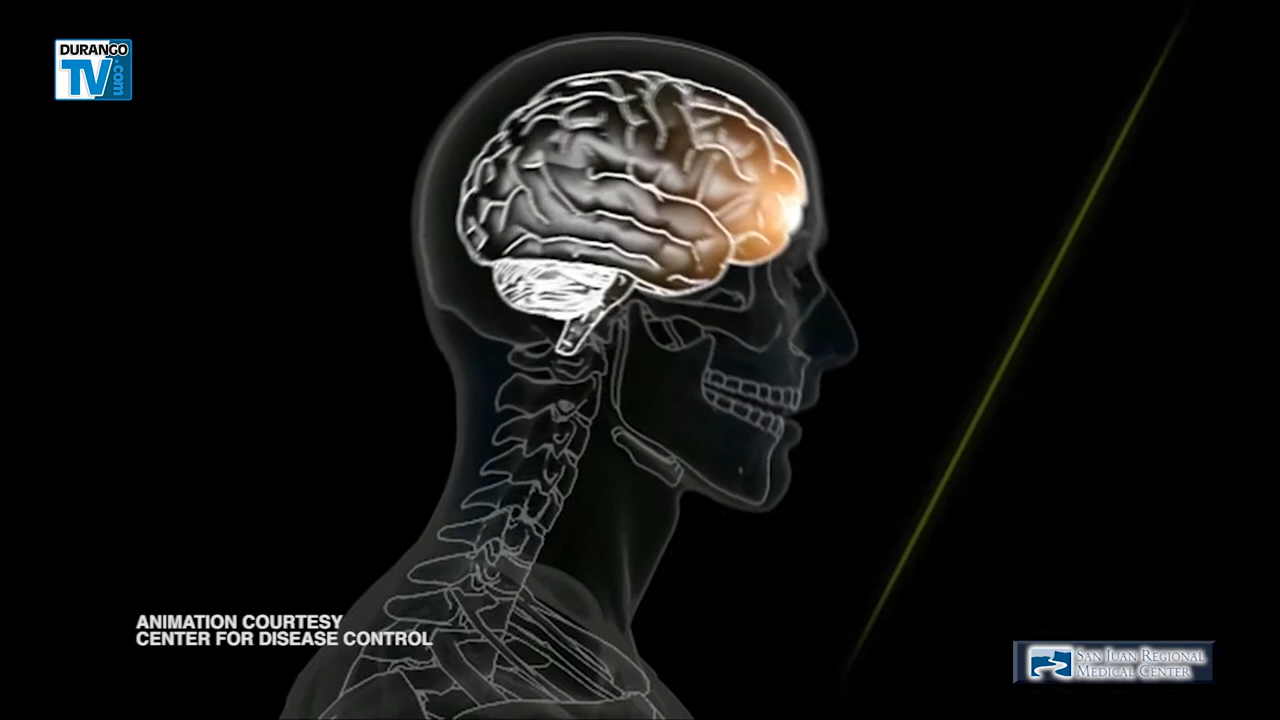 DURANGO
TV.com
ANIMATION COURTESY
CENTER FOR DISEASE CONTROL
SAN JUAN REGIONAL
MEDICAL CENTER